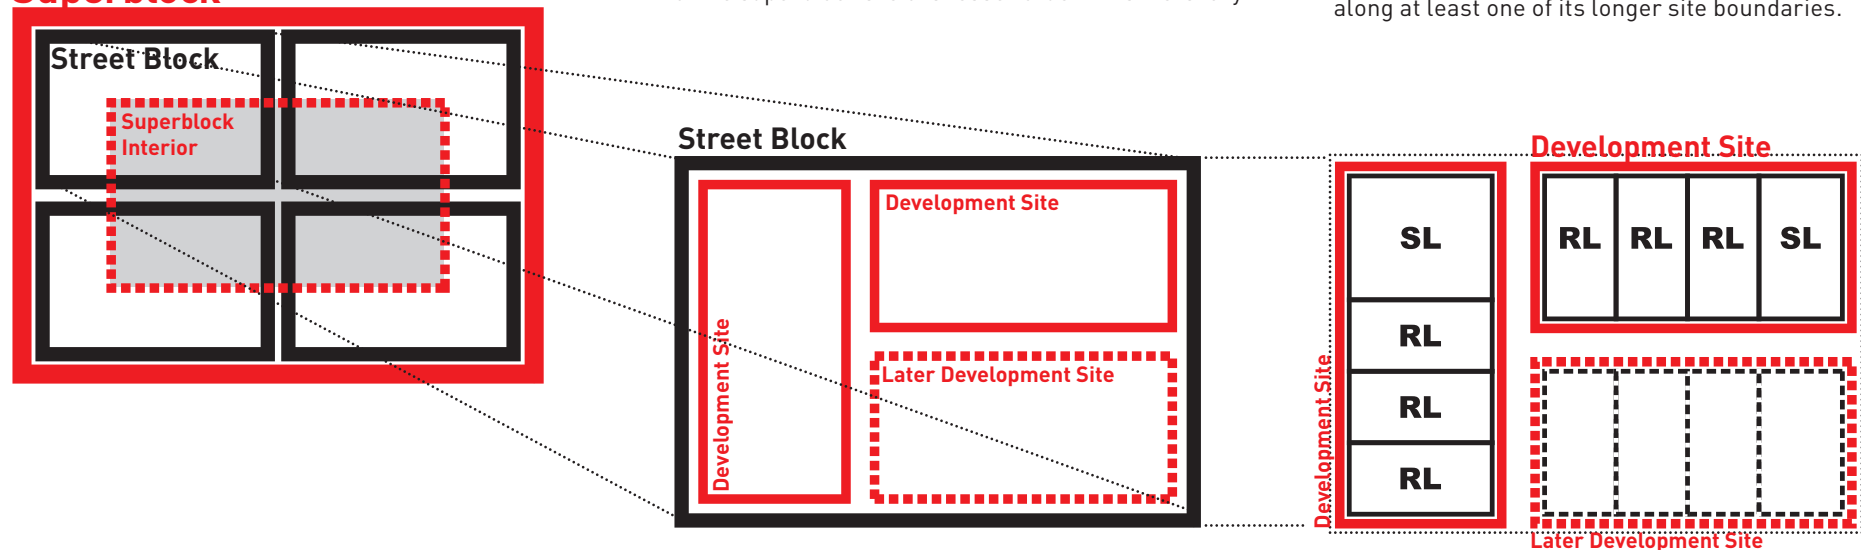 Superblock
along at least one of its longer site boundaries.
Street Block
Superblock
Interior
Street Block
Development Site
Development Site
Later Development Site
Development Site
SL
RL
RL
RL
Development Site
RL RL RL SL
Later Development Site